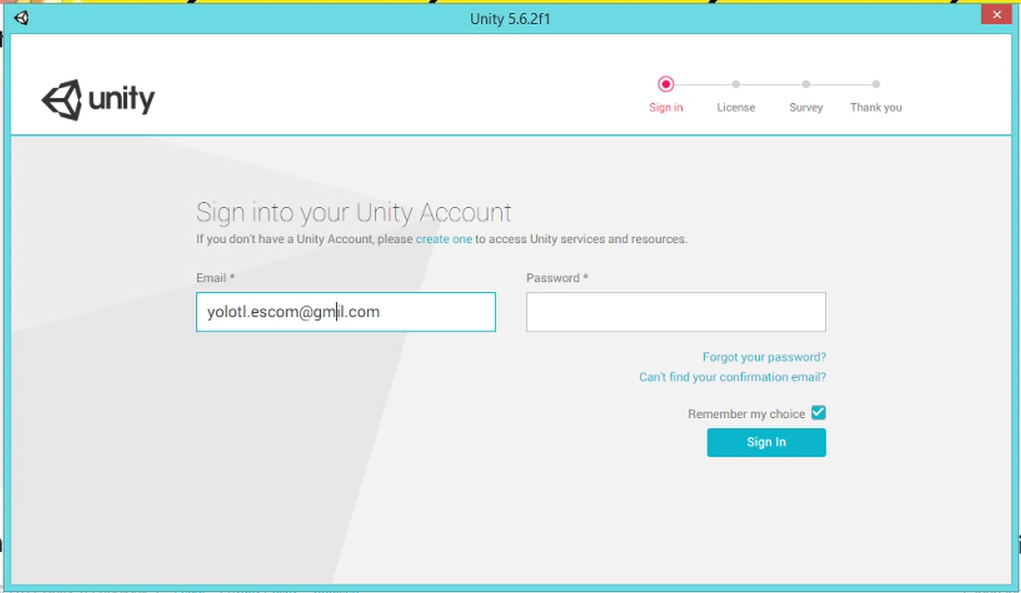 Unity 5.6.2f1
unity
Sign in License Survey Thank you
Sign into your Unity Account
If you don't have a Unity Account, please create one to access Unity services and resources.
Email * Password *
yolotl.escom@gmil.com
Forgot your password?
Can't find your confirmation email?
Remember my choice
Sign In